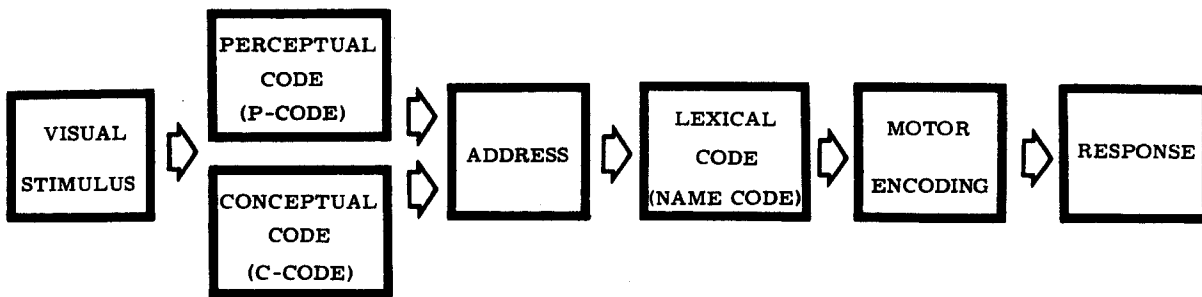 VISUAL
STIMULUS
PERCEPTUAL
CODE
(P-CODE)
CONCEPTUAL
CODE
(C-CODE)
ADDRESS
LEXICAL
CODE
(NAME CODE)
MOTOR
ENCODING
RESPONSE